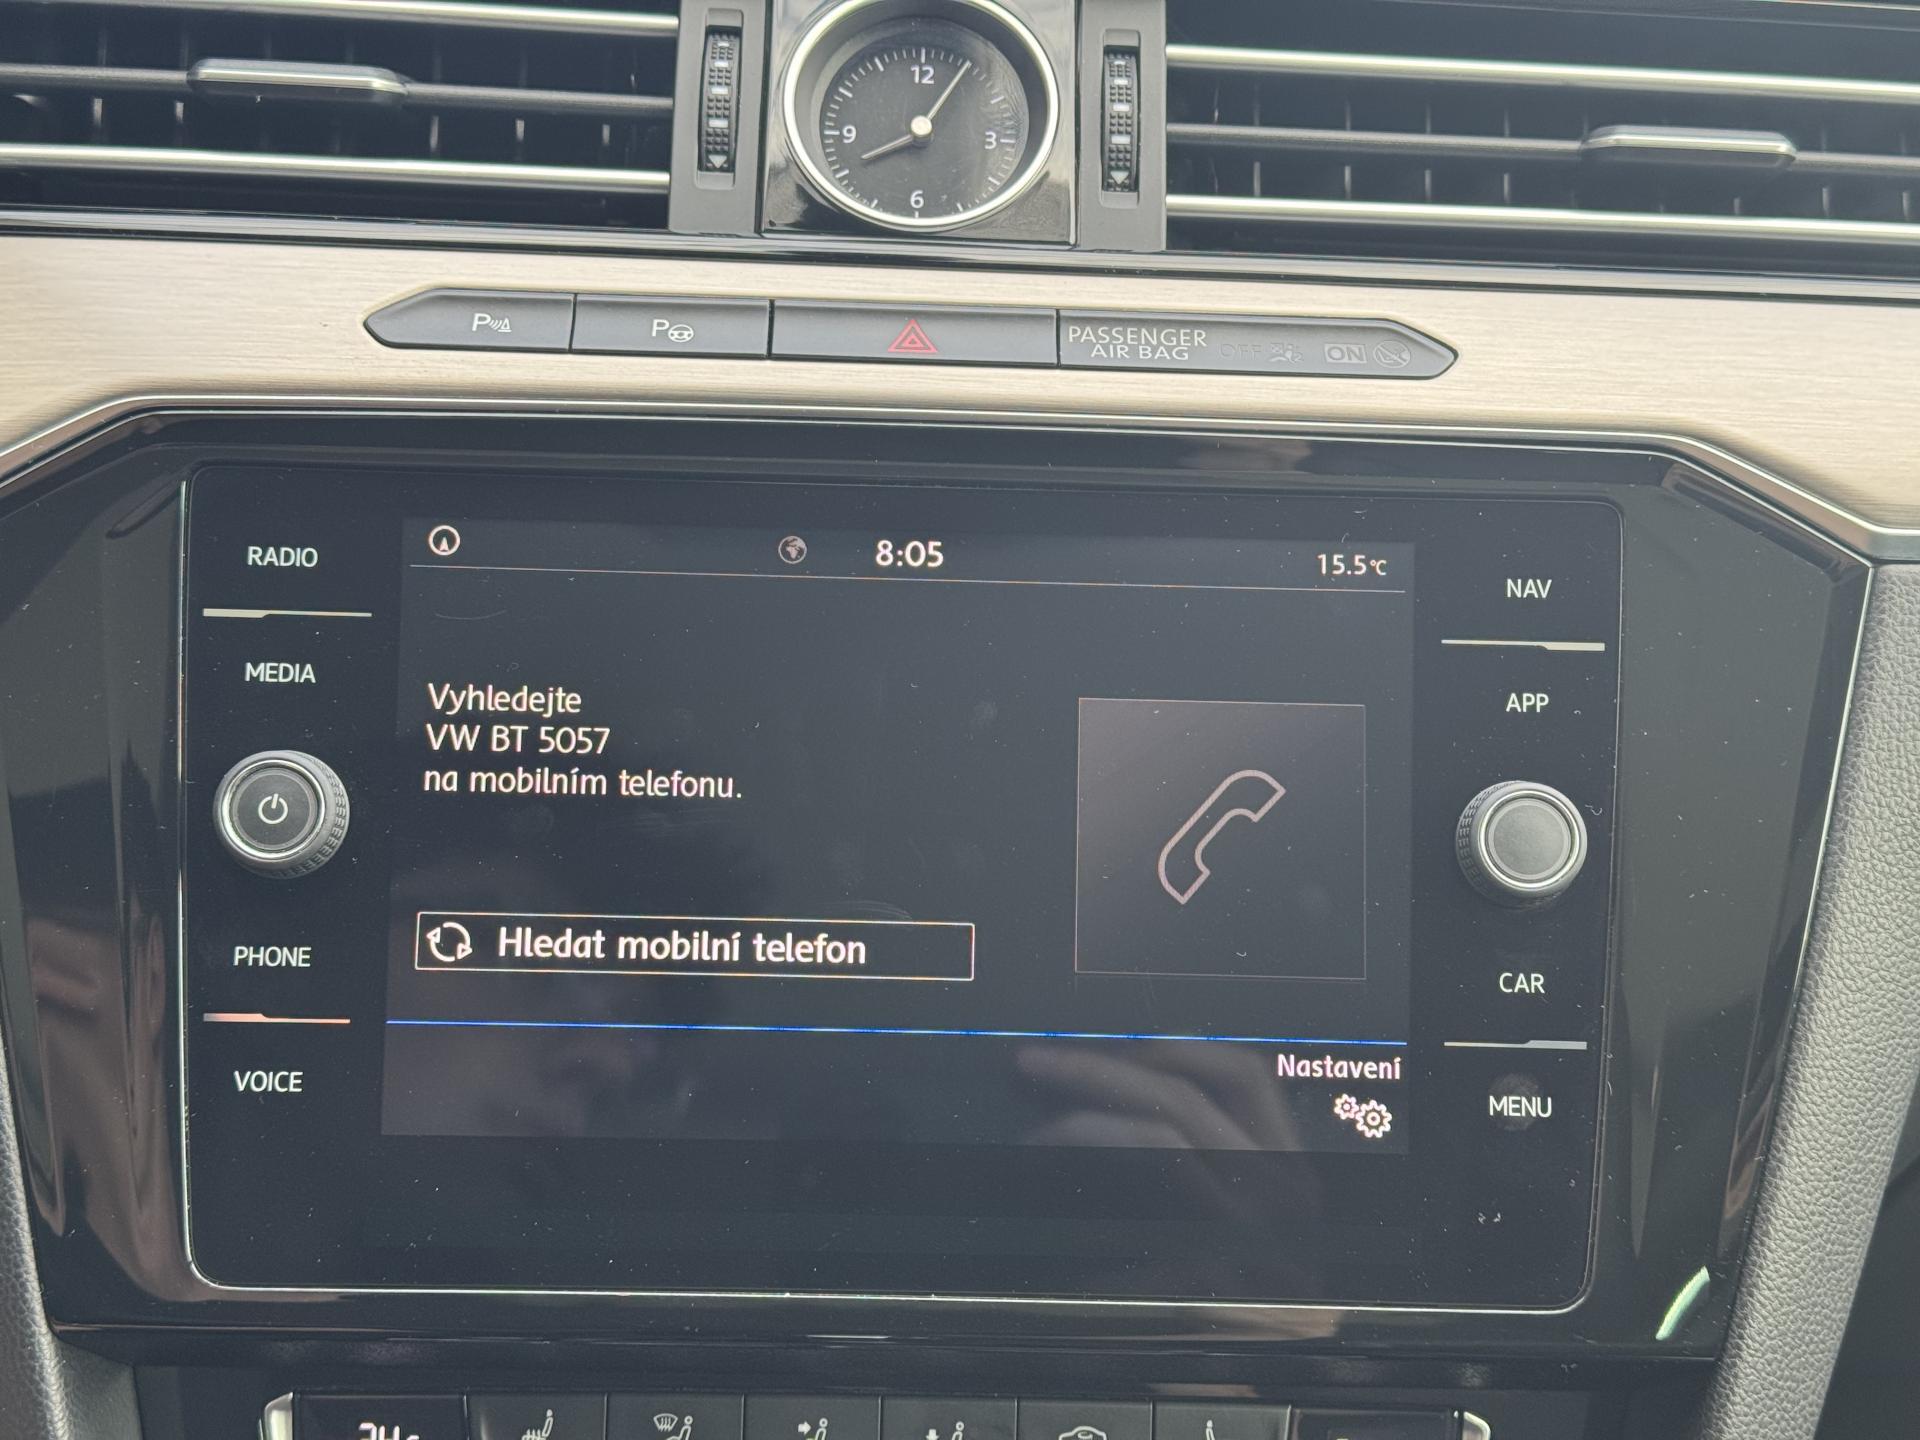 12
9
3
6
P
P
PASSENGER
AIR BAG
OFF
ON
RADIO
8:05
15.5°C
NAV
MEDIA
APP
Vyhledejte
VW BT 5057
na mobilním telefonu.
PHONE
Hledat mobilní telefon
CAR
Nastavení
VOICE
MENU